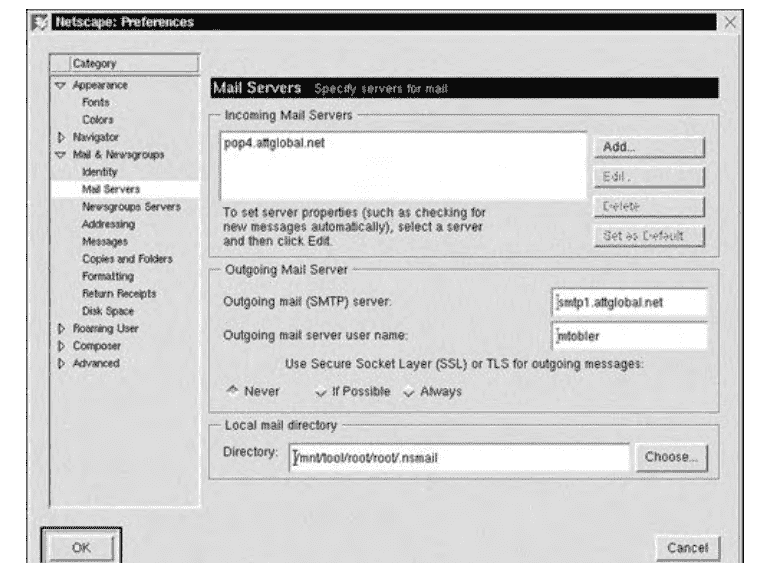 Netscape: Preferences
Category
Appearance
Fonts
Colors
Navigator
Mail & Newsgroups
Identity
Mail Servers
Newsgroups Servers
Addressing
Messages
Copies and Folders
Formatting
Return Receipts
Disk Space
Roaming User
Composer
Advanced
Mail Servers Specify servers for mail
Incoming Mail Servers
pop4.attglobal.net
Add...
Edit...
Delete
Set as Default
To set server properties (such as checking for
new messages automatically), select a server
and then click Edit.
Outgoing Mail Server
Outgoing mail (SMTP) server:
smtp1.attglobal.net
Outgoing mail server user name:
mtobler
Use Secure Socket Layer (SSL) or TLS for outgoing messages:
Never If Possible Always
Local mail directory
Directory: /mnt/tool/root/root/.nsmail Choose...
OK Cancel